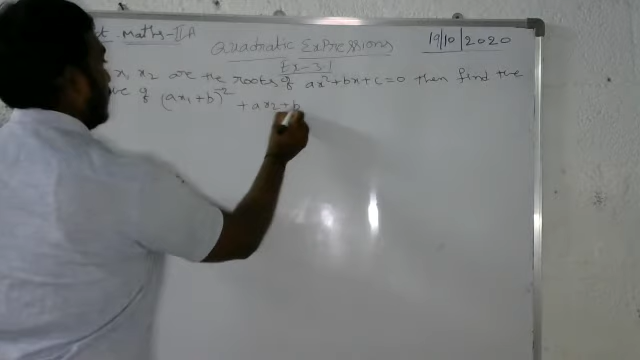 Maths-IIA
Quadratic Expressions
19/10/2020
Ex-3.1
x₁, x₂ are the roots of ax²+bx+c=0 then find the
of (ax₁+b)⁻² + ax₂+b